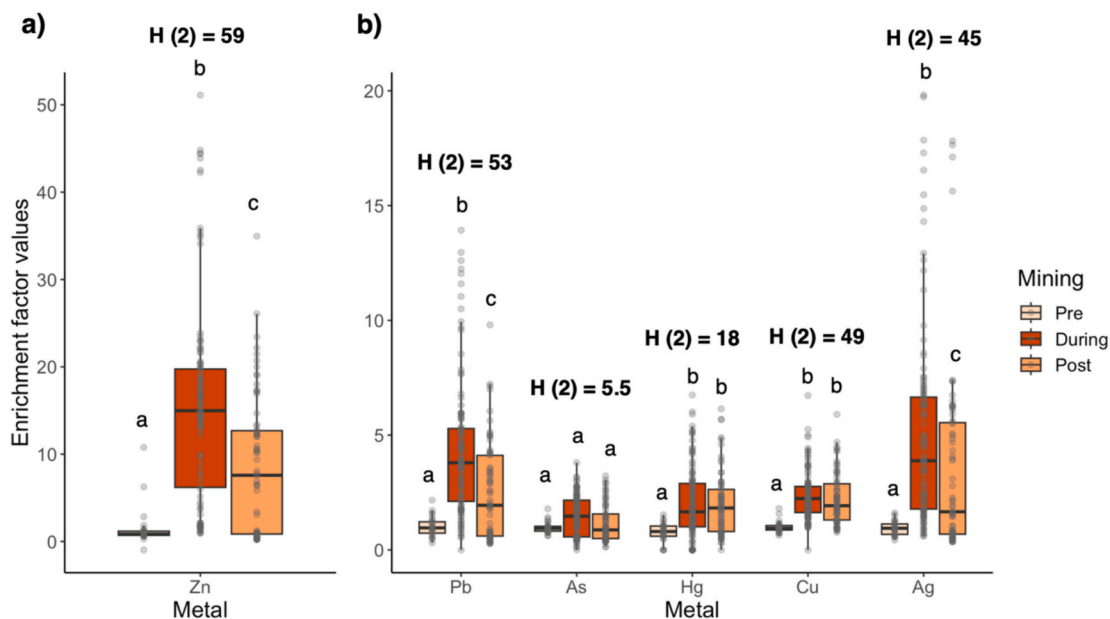 a)
H (2) = 59
b
a
c
Enrichment factor values
50
40
30
20
10
0
Zn
Metal
b)
H (2) = 45
b
H (2) = 53
b
c
a
H (2) = 5.5
a
a
a
H (2) = 18
b
b
a
H (2) = 49
b
b
a
c
a
20
15
10
5
0
Pb
As
Hg
Cu
Ag
Metal
Mining
Pre
During
Post